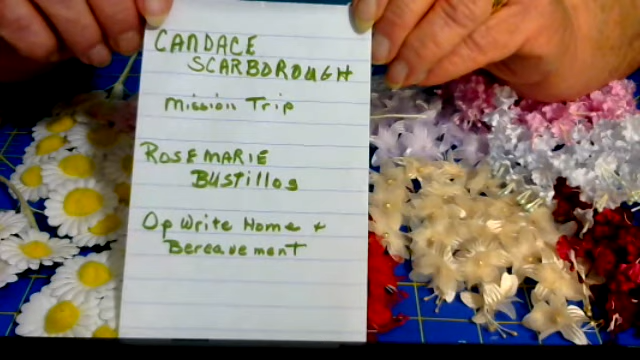 CANDACE
SCARBOROUGH
Mission Trip
ROSEMARIE
BUSTILLOS
Op Write Home +
Bereavement